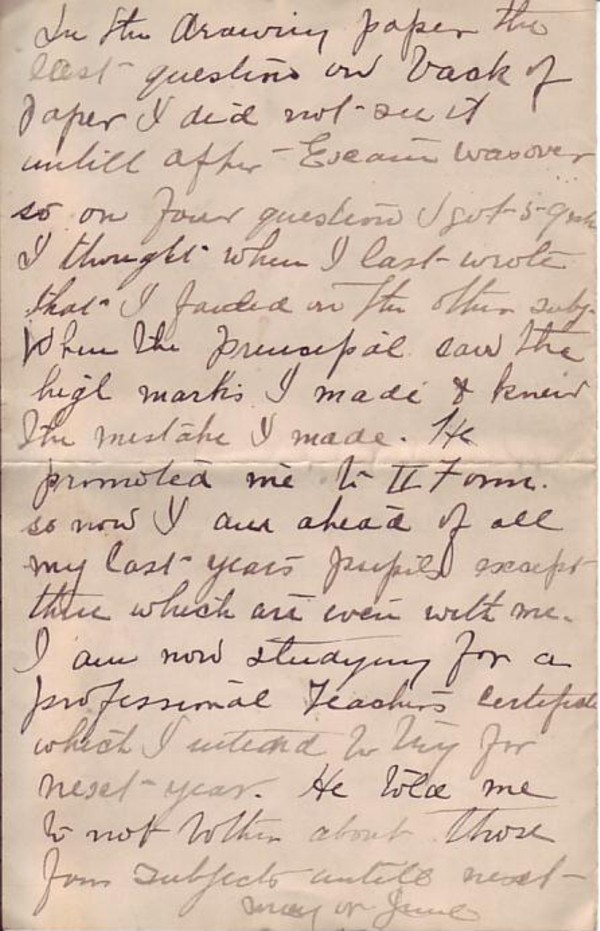 In the drawing paper the
last question on back of
paper I did not see it
untill after Exam was over
so on four question I got 5-9
I thought when I last wrote
that I failed in the other subj.
When the princepal saw the
high marks I made & knew
the mistake I made. He
promoted me to II Form.
so now I am ahead of all
my last years pupils except
three which are even with me.
I am now studying for a
professional Teachers certificate
which I intend to try for
next year. He told me
to not bother about those
four subjects untill next
may or June